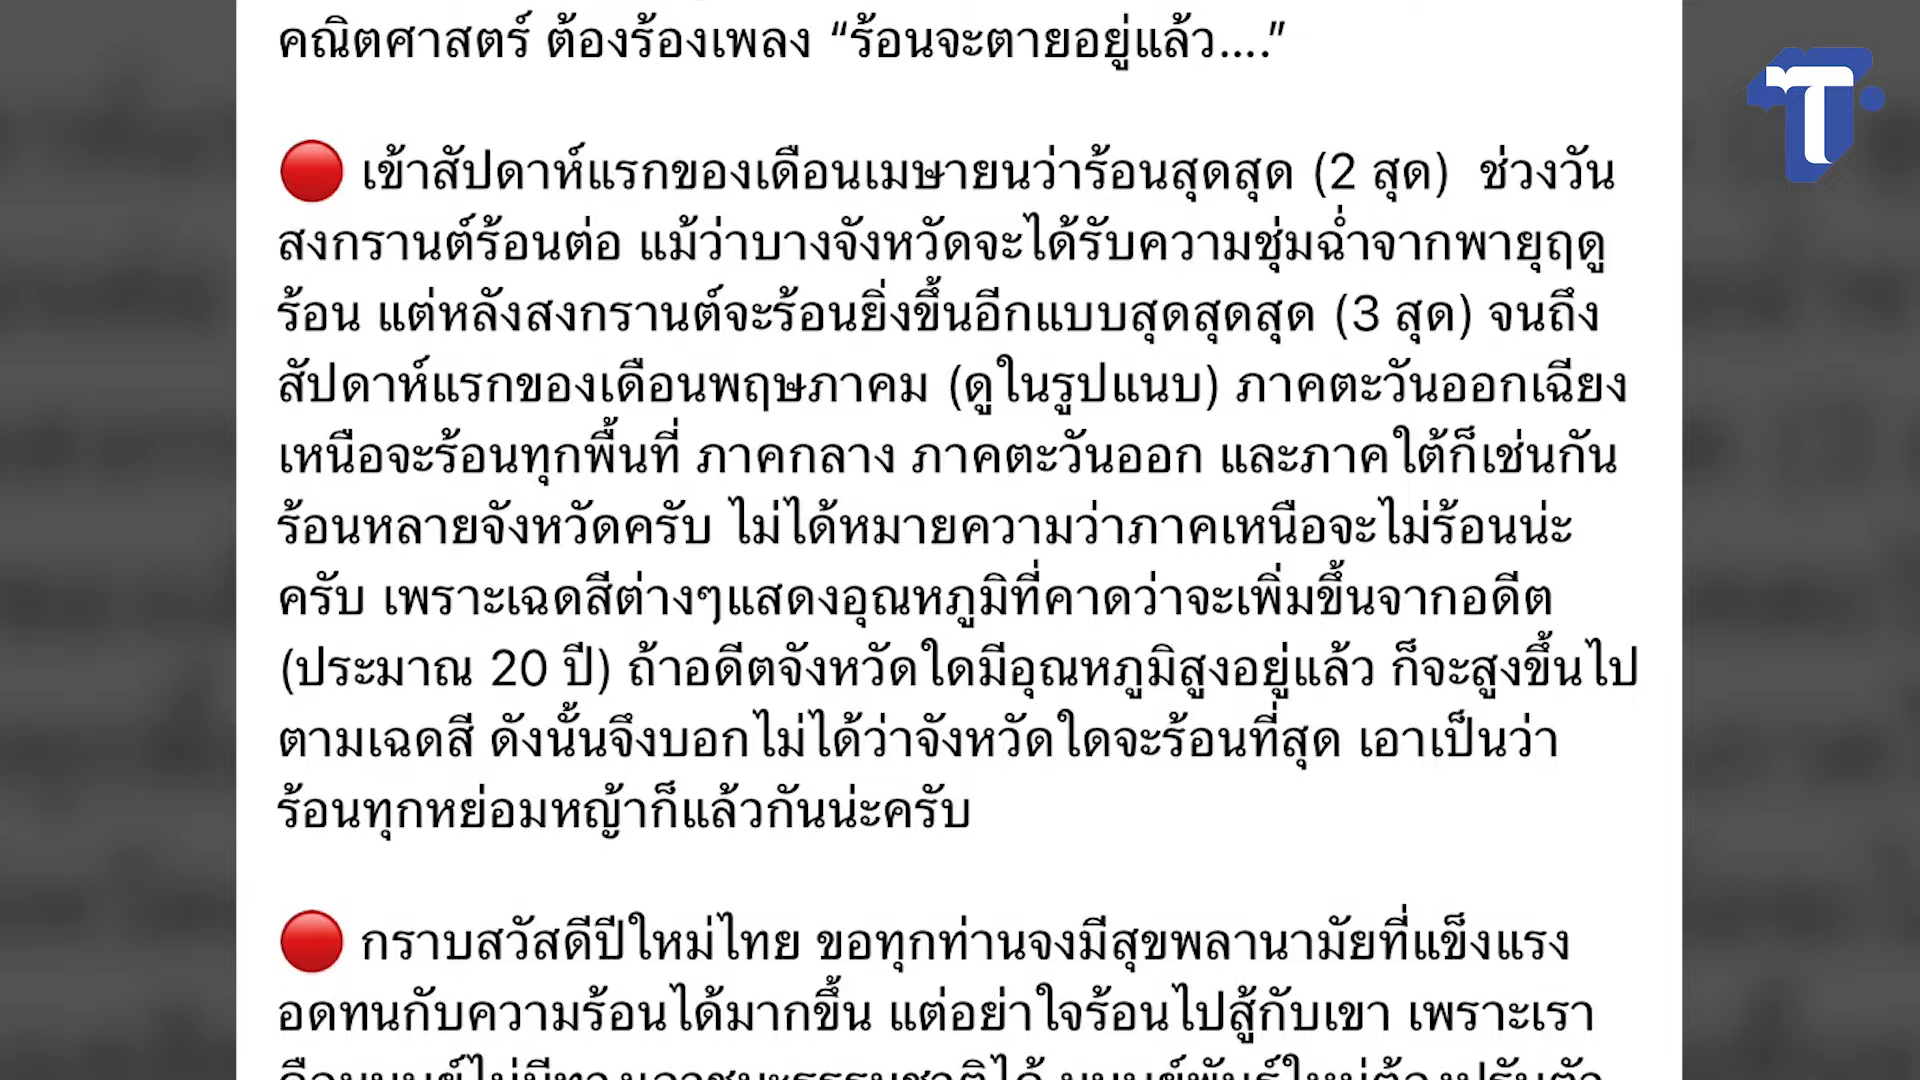 คณิตศาสตร์ ต้องร้องเพลง “ร้อนจะตายอยู่แล้ว....”
🔴 เข้าสัปดาห์แรกของเดือนเมษายนว่าร้อนสุดสุด (2 สุด) ช่วงวัน
สงกรานต์ร้อนต่อ แม้ว่าบางจังหวัดจะได้รับความชุ่มฉ่ำจากพายุฤดู
ร้อน แต่หลังสงกรานต์จะร้อนยิ่งขึ้นอีกแบบสุดสุดสุด (3 สุด) จนถึง
สัปดาห์แรกของเดือนพฤษภาคม (ดูในรูปแนบ) ภาคตะวันออกเฉียง
เหนือจะร้อนทุกพื้นที่ ภาคกลาง ภาคตะวันออก และภาคใต้ก็เช่นกัน
ร้อนหลายจังหวัดครับ ไม่ได้หมายความว่าภาคเหนือจะไม่ร้อนน่ะ
ครับ เพราะเฉดสีต่างๆแสดงอุณหภูมิที่คาดว่าจะเพิ่มขึ้นจากอดีต
(ประมาณ 20 ปี) ถ้าอดีตจังหวัดใดมีอุณหภูมิสูงอยู่แล้ว ก็จะสูงขึ้นไป
ตามเฉดสี ดังนั้นจึงบอกไม่ได้ว่าจังหวัดใดจะร้อนที่สุด เอาเป็นว่า
ร้อนทุกหย่อมหญ้าก็แล้วกันน่ะครับ
🔴 กราบสวัสดีปีใหม่ไทย ขอทุกท่านจงมีสุขพลานามัยที่แข็งแรง
อดทนกับความร้อนได้มากขึ้น แต่อย่าใจร้อนไปสู้กับเขา เพราะเรา
T